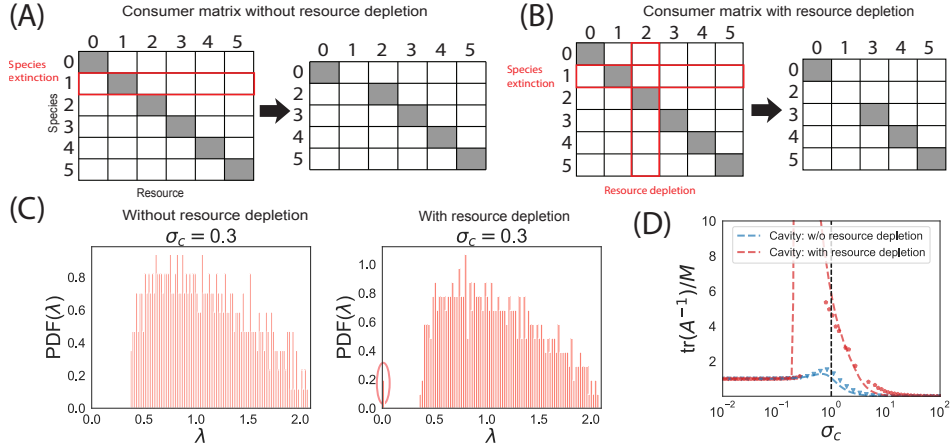 (A)
Consumer matrix without resource depletion
0 1 2 3 4 5
0 1 2 3 4 5
Species
extinction
Species
0
1
2
3
4
5
Resource
0
2
3
4
5
(B)
Consumer matrix with resource depletion
0 1 2 3 4 5
0 1 3 4 5
Species
extinction
0
1
2
3
4
5
Resource depletion
0
2
3
4
5
(C)
Without resource depletion
σc = 0.3
PDF(λ)
0.8
0.6
0.4
0.2
0.0
0.0 0.5 1.0 1.5 2.0
λ
With resource depletion
σc = 0.3
PDF(λ)
1.0
0.8
0.6
0.4
0.2
0.0
0.0 0.5 1.0 1.5 2.0
λ
(D)
tr(A⁻¹)/M
10
8
6
4
2
Cavity: w/o resource depletion
Cavity: with resource depletion
10⁻² 10⁻¹ 10⁰ 10¹ 10²
σc